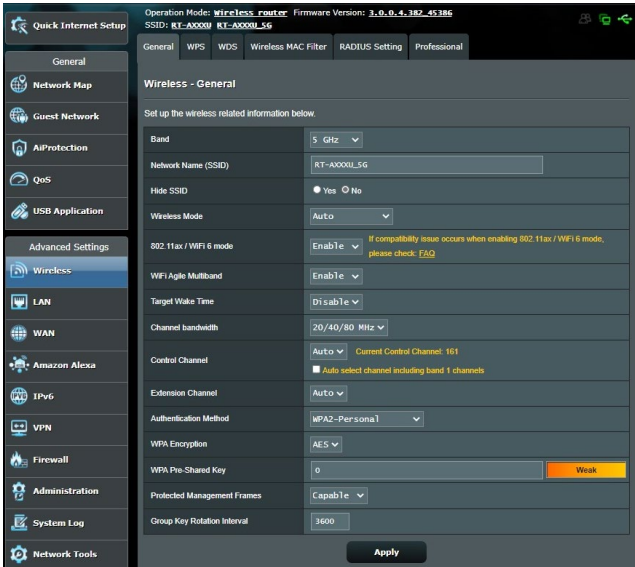 Operation Mode: Wireless router Firmware Version: 3.0.0.4.382_45386
SSID: RT-AXXXU RT-AXXXU_5G
Quick Internet Setup
General
Network Map
Guest Network
AiProtection
QoS
USB Application
Advanced Settings
Wireless
LAN
WAN
Amazon Alexa
IPv6
VPN
Firewall
Administration
System Log
Network Tools
General WPS WDS Wireless MAC Filter RADIUS Setting Professional
Wireless - General
Set up the wireless related information below.
Band 5 GHz
Network Name (SSID) RT-AXXXU_5G
Hide SSID Yes No
Wireless Mode Auto
802.11ax / WiFi 6 mode Enable If compatibility issue occurs when enabling 802.11ax / WiFi 6 mode,
please check: FAQ
WiFi Agile Multiband Enable
Target Wake Time Disable
Channel bandwidth 20/40/80 MHz
Control Channel Auto Current Control Channel: 161
Auto select channel including band 1 channels
Extension Channel Auto
Authentication Method WPA2-Personal
WPA Encryption AES
WPA Pre-Shared Key 0 Weak
Protected Management Frames Capable
Group Key Rotation Interval 3600
Apply